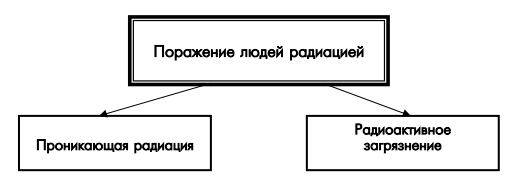 Поражение людей радиацией
Проникающая радиация
Радиоактивное
загрязнение